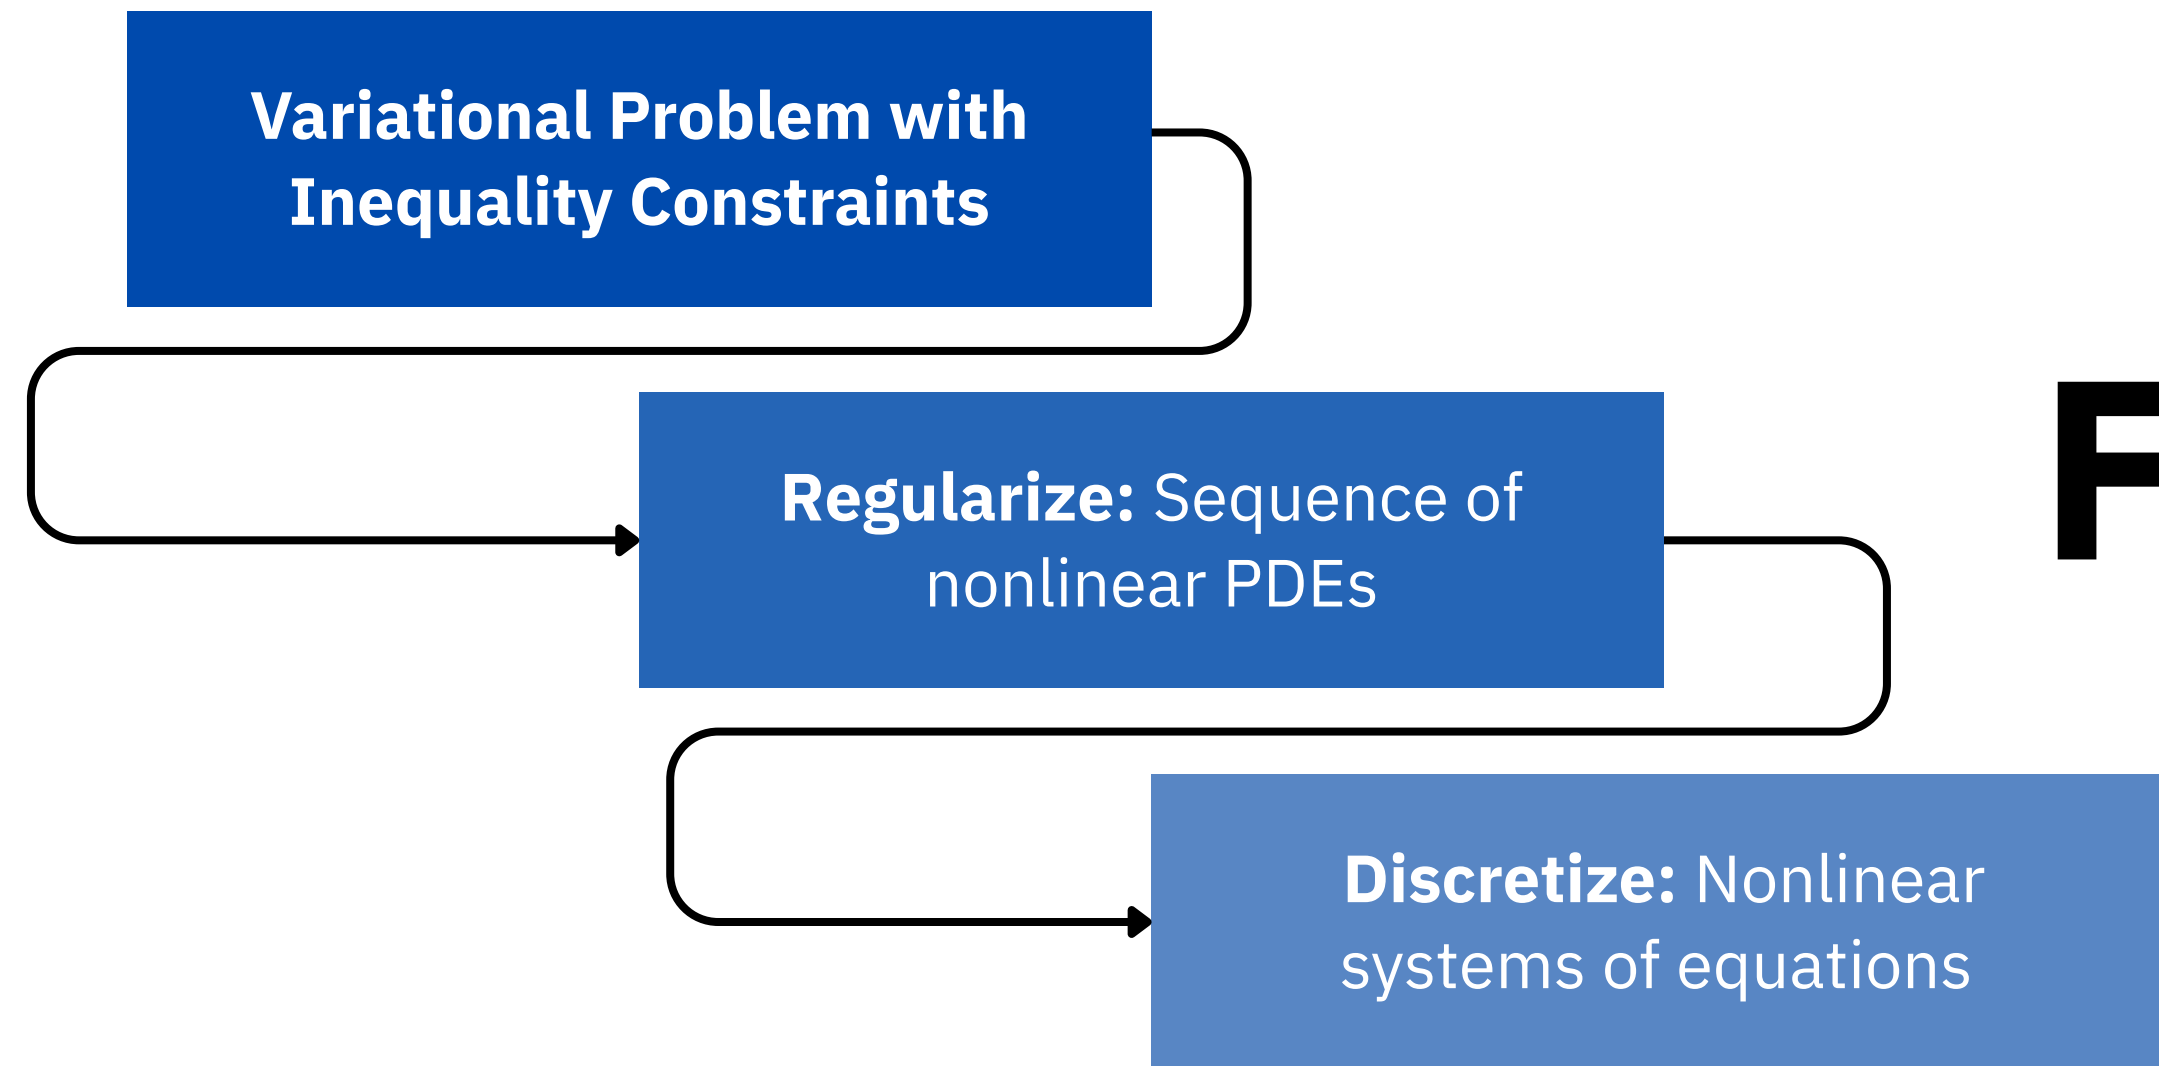 Variational Problem with
Inequality Constraints
Regularize: Sequence of
nonlinear PDEs
F
Discretize: Nonlinear
systems of equations